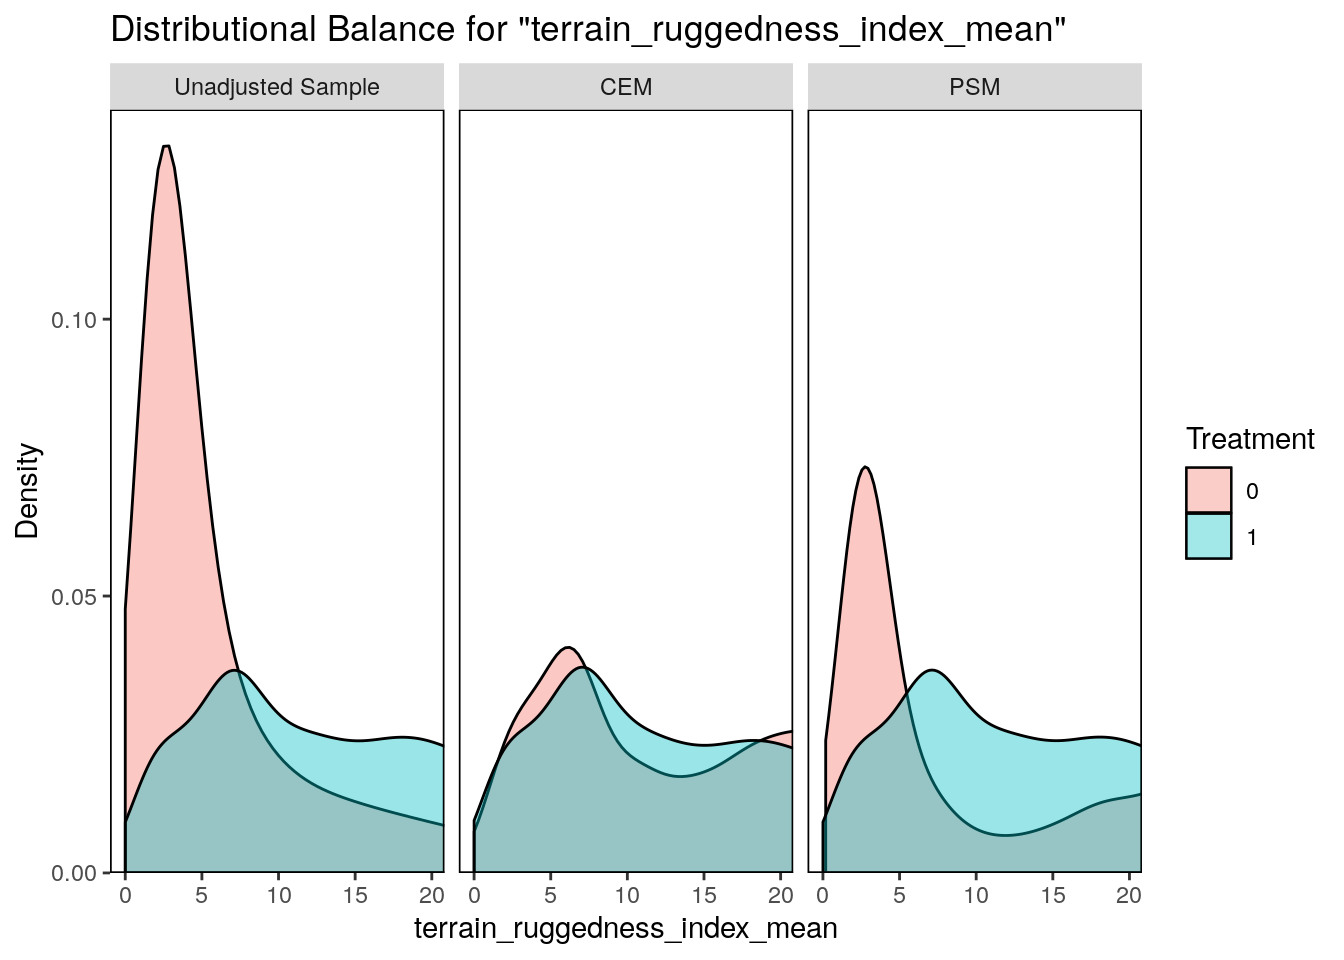 Distributional Balance for "terrain_ruggedness_index_mean"
Unadjusted Sample
CEM
PSM
Density
0.10
0.05
0.00
0 5 10 15 20
0 5 10 15 20
0 5 10 15 20
terrain_ruggedness_index_mean
Treatment
0
1